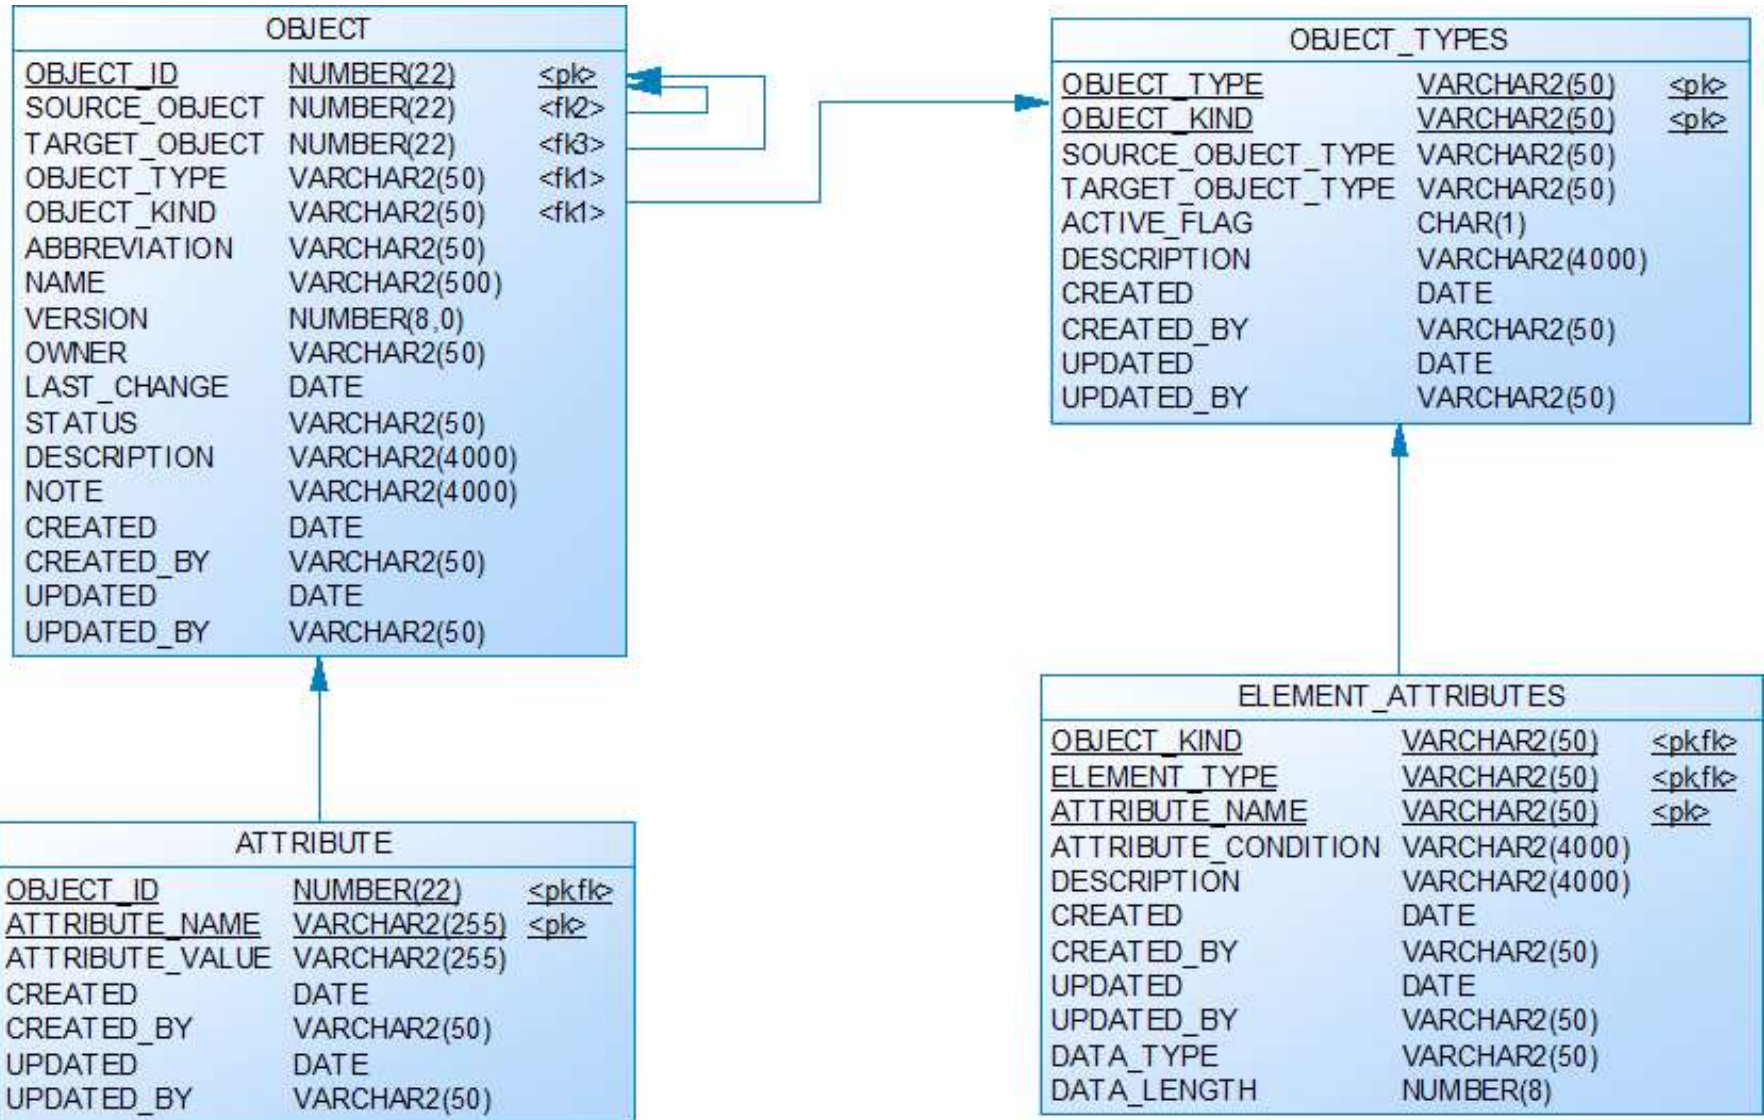 OBJECT
OBJECT_ID NUMBER(22) <pk>
SOURCE_OBJECT NUMBER(22) <fk2>
TARGET_OBJECT NUMBER(22) <fk3>
OBJECT_TYPE VARCHAR2(50) <fk1>
OBJECT_KIND VARCHAR2(50) <fk1>
ABBREVIATION VARCHAR2(50)
NAME VARCHAR2(500)
VERSION NUMBER(8,0)
OWNER VARCHAR2(50)
LAST_CHANGE DATE
STATUS VARCHAR2(50)
DESCRIPTION VARCHAR2(4000)
NOTE VARCHAR2(4000)
CREATED DATE
CREATED_BY VARCHAR2(50)
UPDATED DATE
UPDATED_BY VARCHAR2(50)
OBJECT_TYPES
OBJECT_TYPE VARCHAR2(50) <pk>
OBJECT_KIND VARCHAR2(50) <pk>
SOURCE_OBJECT_TYPE VARCHAR2(50)
TARGET_OBJECT_TYPE VARCHAR2(50)
ACTIVE_FLAG CHAR(1)
DESCRIPTION VARCHAR2(4000)
CREATED DATE
CREATED_BY VARCHAR2(50)
UPDATED DATE
UPDATED_BY VARCHAR2(50)
ATTRIBUTE
OBJECT_ID NUMBER(22) <pk,fk>
ATTRIBUTE_NAME VARCHAR2(255) <pk>
ATTRIBUTE_VALUE VARCHAR2(255)
CREATED DATE
CREATED_BY VARCHAR2(50)
UPDATED DATE
UPDATED_BY VARCHAR2(50)
ELEMENT_ATTRIBUTES
OBJECT_KIND VARCHAR2(50) <pk,fk>
ELEMENT_TYPE VARCHAR2(50) <pk,fk>
ATTRIBUTE_NAME VARCHAR2(50) <pk>
ATTRIBUTE_CONDITION VARCHAR2(4000)
DESCRIPTION VARCHAR2(4000)
CREATED DATE
CREATED_BY VARCHAR2(50)
UPDATED DATE
UPDATED_BY VARCHAR2(50)
DATA_TYPE VARCHAR2(50)
DATA_LENGTH NUMBER(8)